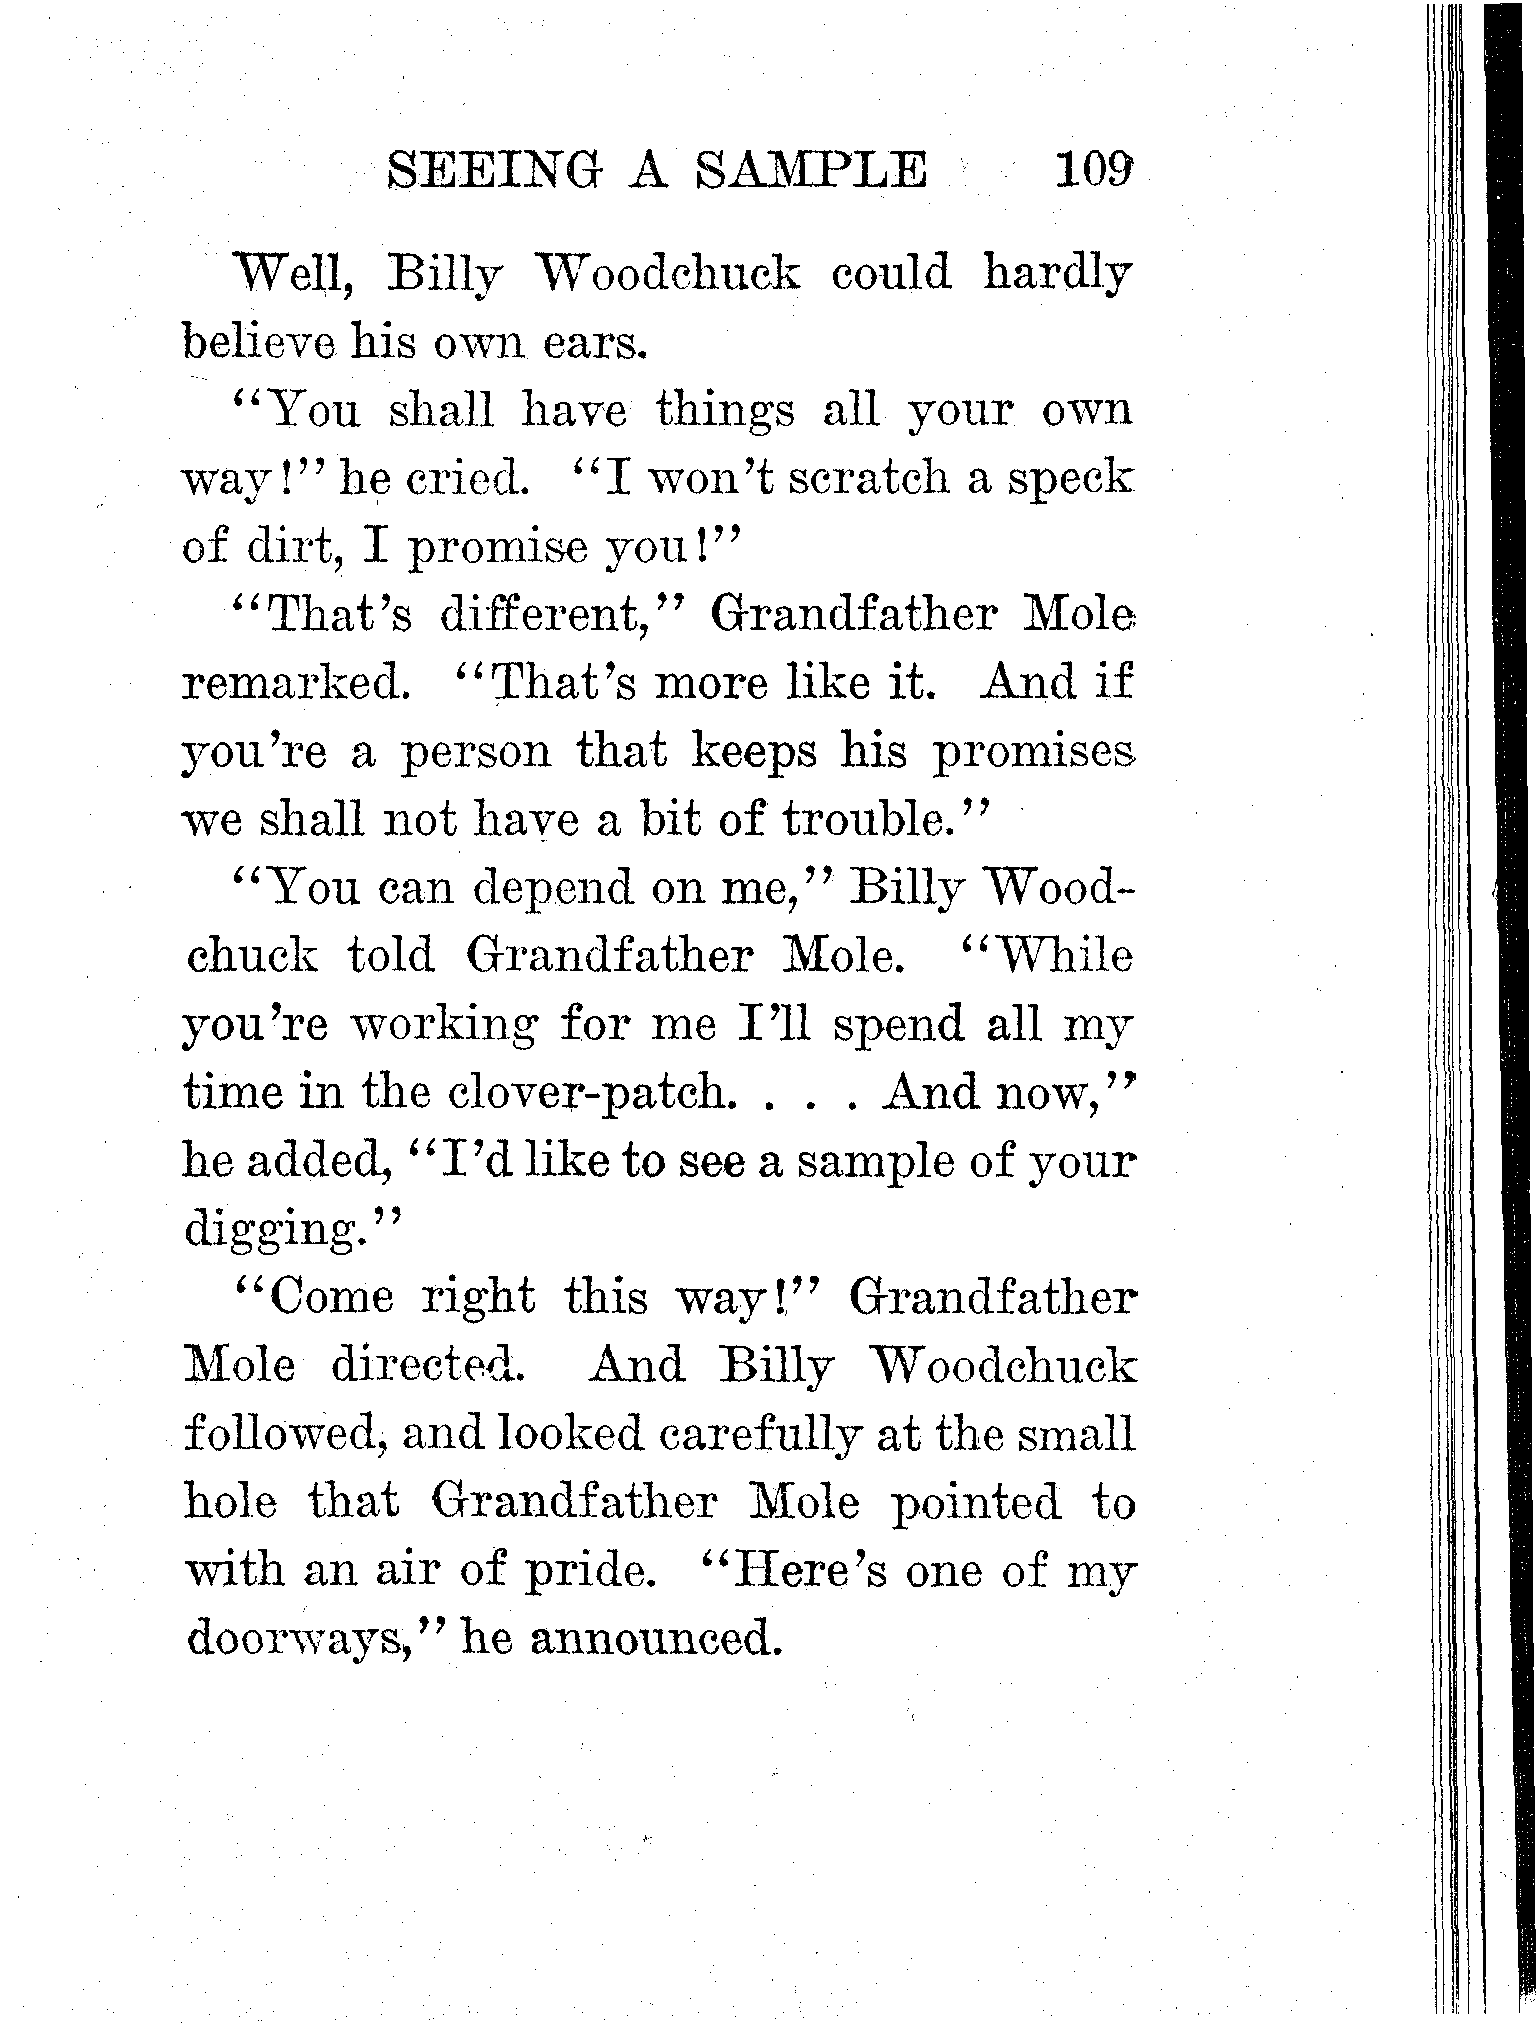 SEEING A SAMPLE 109
Well, Billy Woodchuck could hardly
believe his own ears.
"You shall have things all your own
way!" he cried. "I won't scratch a speck
of dirt, I promise you!"
"That's different," Grandfather Mole
remarked. "That's more like it. And if
you're a person that keeps his promises
we shall not have a bit of trouble."
"You can depend on me," Billy Wood-
chuck told Grandfather Mole. "While
you're working for me I'll spend all my
time in the clover-patch. . . . And now,"
he added, "I'd like to see a sample of your
digging."
"Come right this way!" Grandfather
Mole directed. And Billy Woodchuck
followed, and looked carefully at the small
hole that Grandfather Mole pointed to
with an air of pride. "Here's one of my
doorways," he announced.